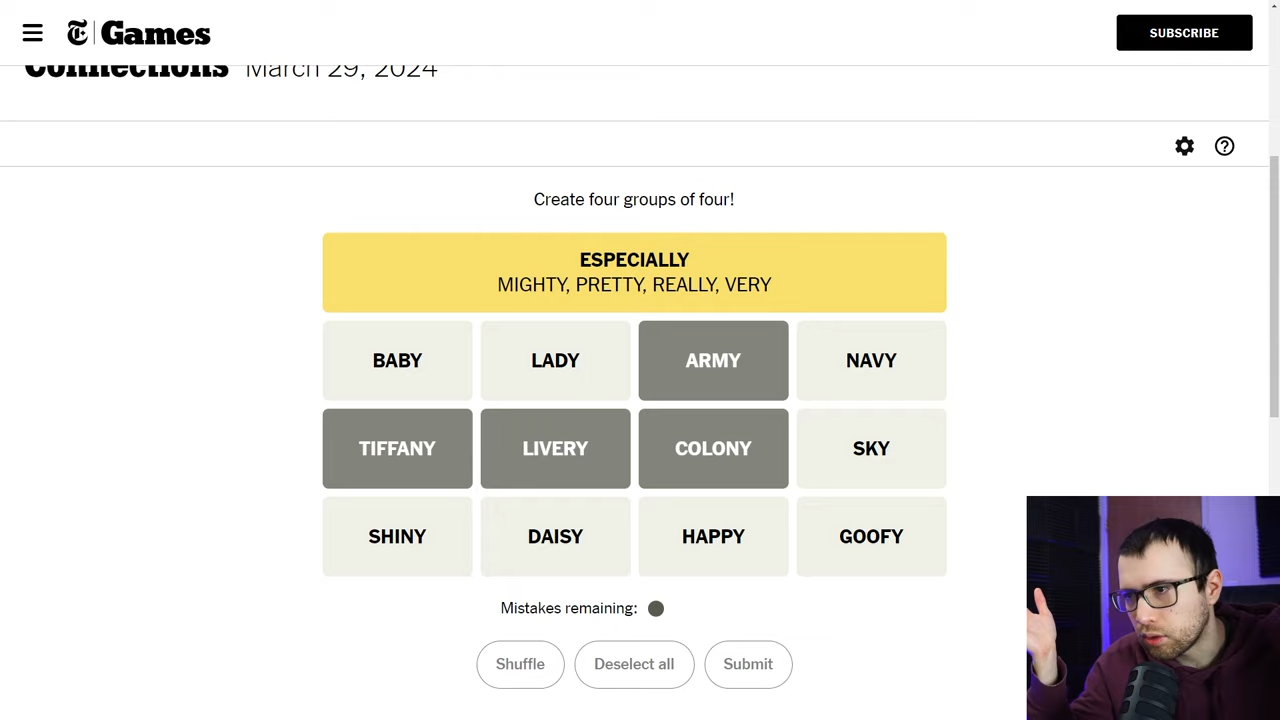 Games
SUBSCRIBE
Connections March 29, 2024
Create four groups of four!
ESPECIALLY
MIGHTY, PRETTY, REALLY, VERY
BABY LADY ARMY NAVY
TIFFANY LIVERY COLONY SKY
SHINY DAISY HAPPY GOOFY
Mistakes remaining:
Shuffle Deselect all Submit